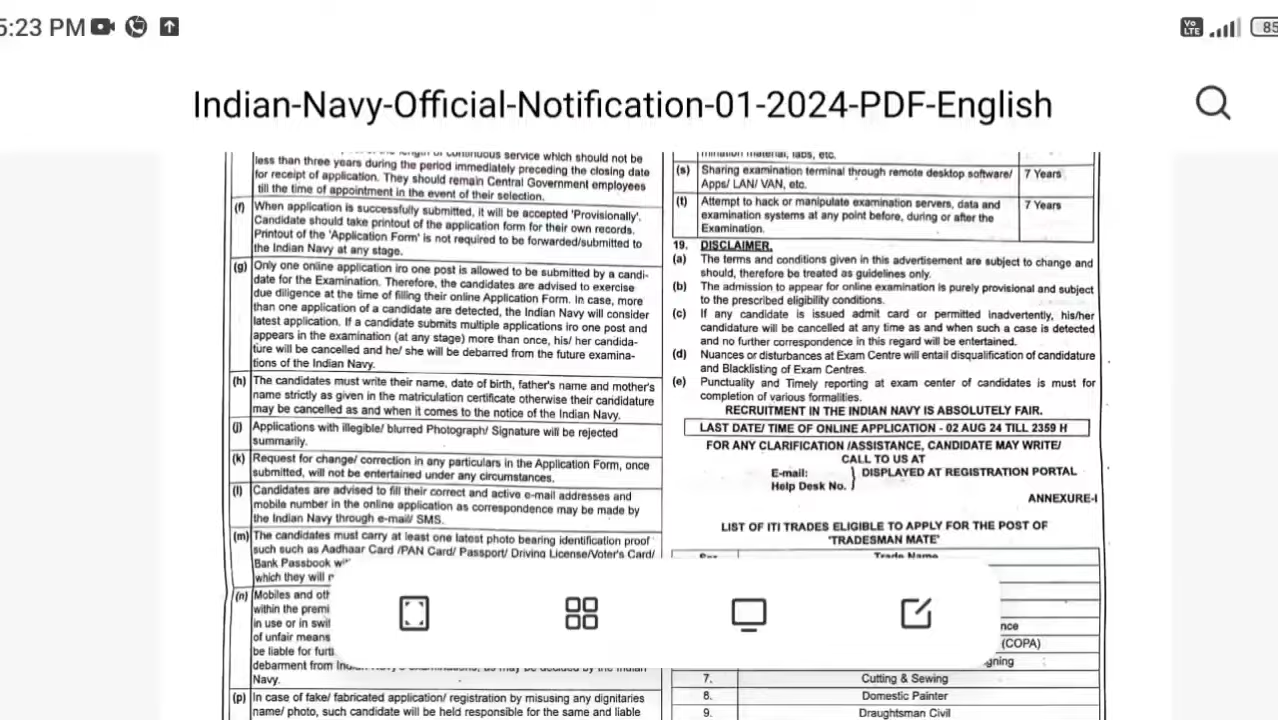 5:23 PM
Vo LTE
85
Indian-Navy-Official-Notification-01-2024-PDF-English
length of continuous service which should not be
less than three years during the period immediately preceding the closing date
for receipt of application. They should remain Central Government employees
till the time of appointment in the event of their selection.
(f) When application is successfully submitted, it will be accepted 'Provisionally'.
Candidate should take printout of the application form for their own records.
Printout of the 'Application Form' is not required to be forwarded/submitted to
the Indian Navy at any stage.
(g) Only one online application iro one post is allowed to be submitted by a candi-
date for the Examination. Therefore, the candidates are advised to exercise
due diligence at the time of filling their online Application Form. In case, more
than one application of a candidate are detected, the Indian Navy will consider
latest application. If a candidate submits multiple applications iro one post and
appears in the examination (at any stage) more than once, his/ her candida-
ture will be cancelled and he/ she will be debarred from the future examina-
tions of the Indian Navy.
(h) The candidates must write their name, date of birth, father's name and mother's
name strictly as given in the matriculation certificate otherwise their candidature
may be cancelled as and when it comes to the notice of the Indian Navy.
(j) Applications with illegible/ blurred Photograph/ Signature will be rejected
summarily.
(k) Request for change/ correction in any particulars in the Application Form, once
submitted, will not be entertained under any circumstances.
(l) Candidates are advised to fill their correct and active e-mail addresses and
mobile number in the online application as correspondence may be made by
the Indian Navy through e-mail/ SMS.
(m) The candidates must carry at least one latest photo bearing identification proof
such such as Aadhaar Card /PAN Card/ Passport/ Driving License/Voter's Card/
Bank Passbook
which they will
(n) Mobiles and
within the
in use or in
of unfair means
be liable for
debarment from
Navy.
(p) In case of fake/ fabricated application/ registration by misusing any dignitaries
name/ photo, such candidate will be held responsible for the same and liable
mination material, labs, etc.
(s) Sharing examination terminal through remote desktop software/ 7 Years
Apps/ LAN/ VAN, etc.
(t) Attempt to hack or manipulate examination servers, data and 7 Years
examination systems at any point before, during or after the
Examination.
19. DISCLAIMER.
(a) The terms and conditions given in this advertisement are subject to change and
should, therefore be treated as guidelines only.
(b) The admission to appear for online examination is purely provisional and subject
to the prescribed eligibility conditions.
(c) If any candidate is issued admit card or permitted inadvertently, his/her
candidature will be cancelled at any time as and when such a case is detected
and no further correspondence in this regard will be entertained.
(d) Nuances or disturbances at Exam Centre will entail disqualification of candidature
and Blacklisting of Exam Centres.
(e) Punctuality and Timely reporting at exam center of candidates is must for
completion of various formalities.
RECRUITMENT IN THE INDIAN NAVY IS ABSOLUTELY FAIR.
LAST DATE/ TIME OF ONLINE APPLICATION - 02 AUG 24 TILL 2359 H
FOR ANY CLARIFICATION /ASSISTANCE, CANDIDATE MAY WRITE/
CALL TO US AT
E-mail: } DISPLAYED AT REGISTRATION PORTAL
Help Desk No.
ANNEXURE-I
LIST OF ITI TRADES ELIGIBLE TO APPLY FOR THE POST OF
'TRADESMAN MATE'
Trade Name
(COPA)
7. Cutting & Sewing
8. Domestic Painter
9. Draughtsman Civil